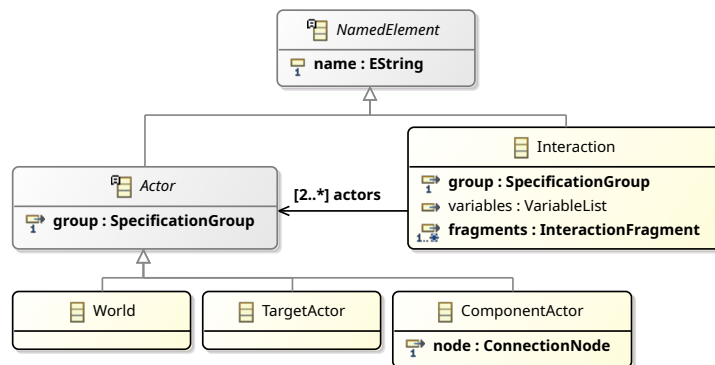 NamedElement
name : EString
Interaction
group : SpecificationGroup
variables : VariableList
fragments : InteractionFragment
[2..*] actors
Actor
group : SpecificationGroup
World
TargetActor
ComponentActor
node : ConnectionNode